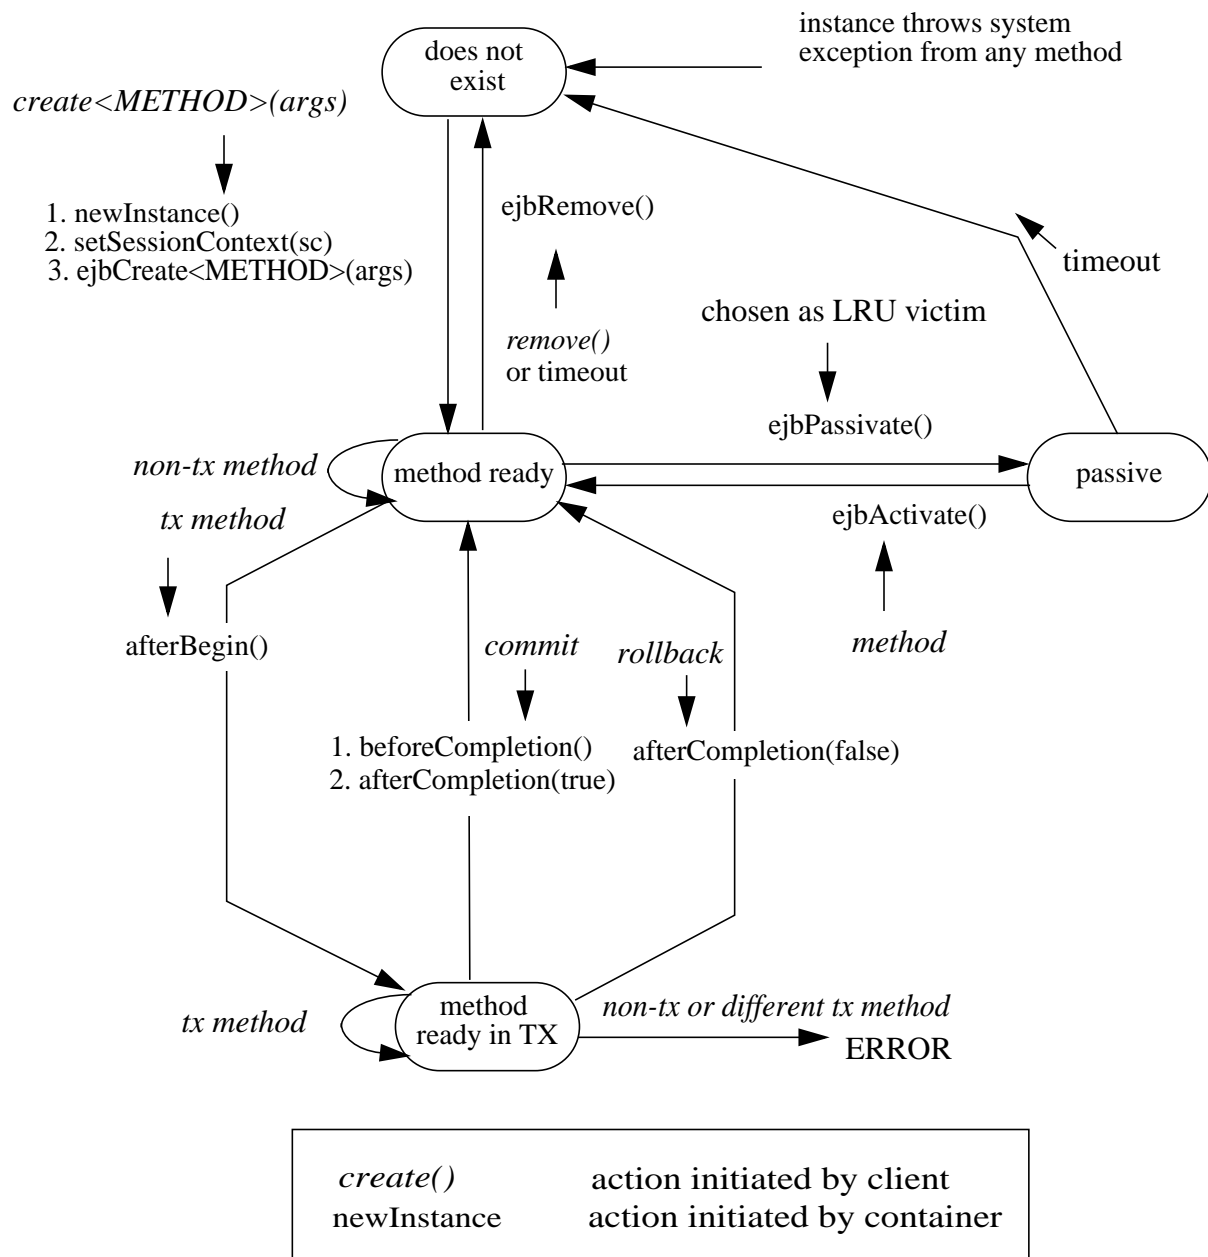 instance throws system
exception from any method
does not
exist
create<METHOD>(args)
1. newInstance()
2. setSessionContext(sc)
3. ejbCreate<METHOD>(args)
ejbRemove()
remove()
or timeout
timeout
chosen as LRU victim
ejbPassivate()
non-tx method
method ready
passive
tx method
ejbActivate()
afterBegin()
commit
rollback
method
1. beforeCompletion()
2. afterCompletion(true)
afterCompletion(false)
tx method
method
ready in TX
non-tx or different tx method
ERROR
create() action initiated by client
newInstance action initiated by container